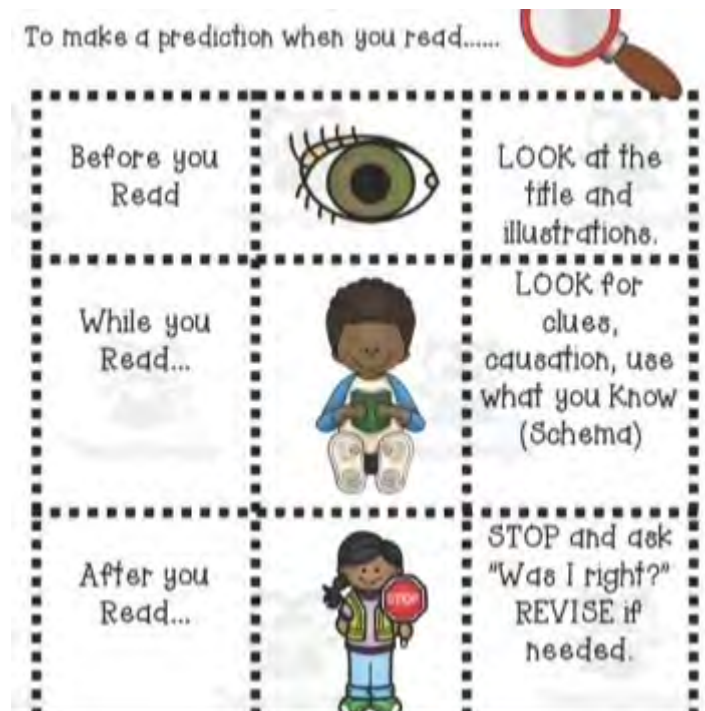 To make a prediction when you read......
Before you
Read
LOOK at the
title and
illustrations.
While you
Read...
LOOK for
clues,
causation, use
what you Know
(Schema)
After you
Read...
STOP
STOP and ask
"Was I right?"
REVISE if
needed.